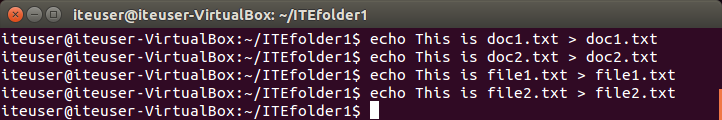 iteuser@iteuser-VirtualBox: ~/ITEfolder1
iteuser@iteuser-VirtualBox:~/ITEfolder1$ echo This is doc1.txt > doc1.txt
iteuser@iteuser-VirtualBox:~/ITEfolder1$ echo This is doc2.txt > doc2.txt
iteuser@iteuser-VirtualBox:~/ITEfolder1$ echo This is file1.txt > file1.txt
iteuser@iteuser-VirtualBox:~/ITEfolder1$ echo This is file2.txt > file2.txt
iteuser@iteuser-VirtualBox:~/ITEfolder1$